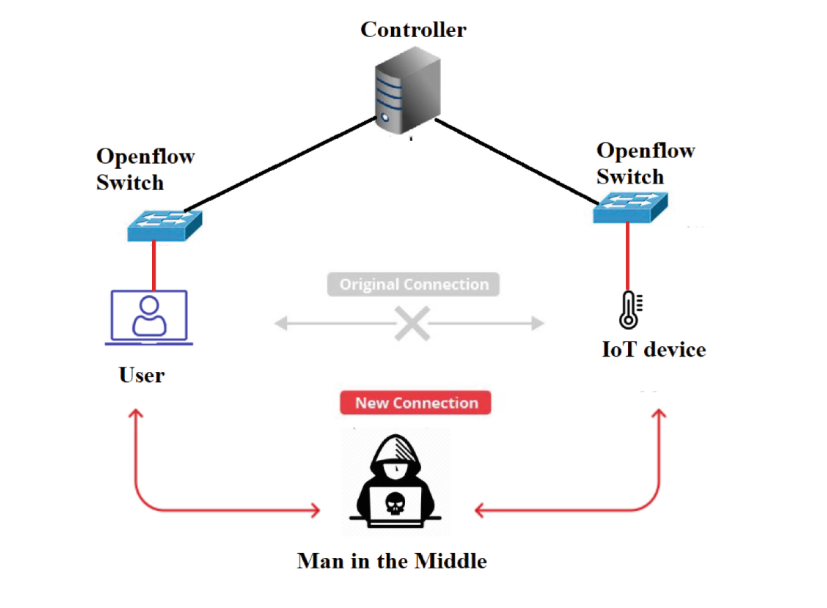 Controller
Openflow
Switch
Openflow
Switch
Original Connection
IoT device
User
New Connection
Man in the Middle